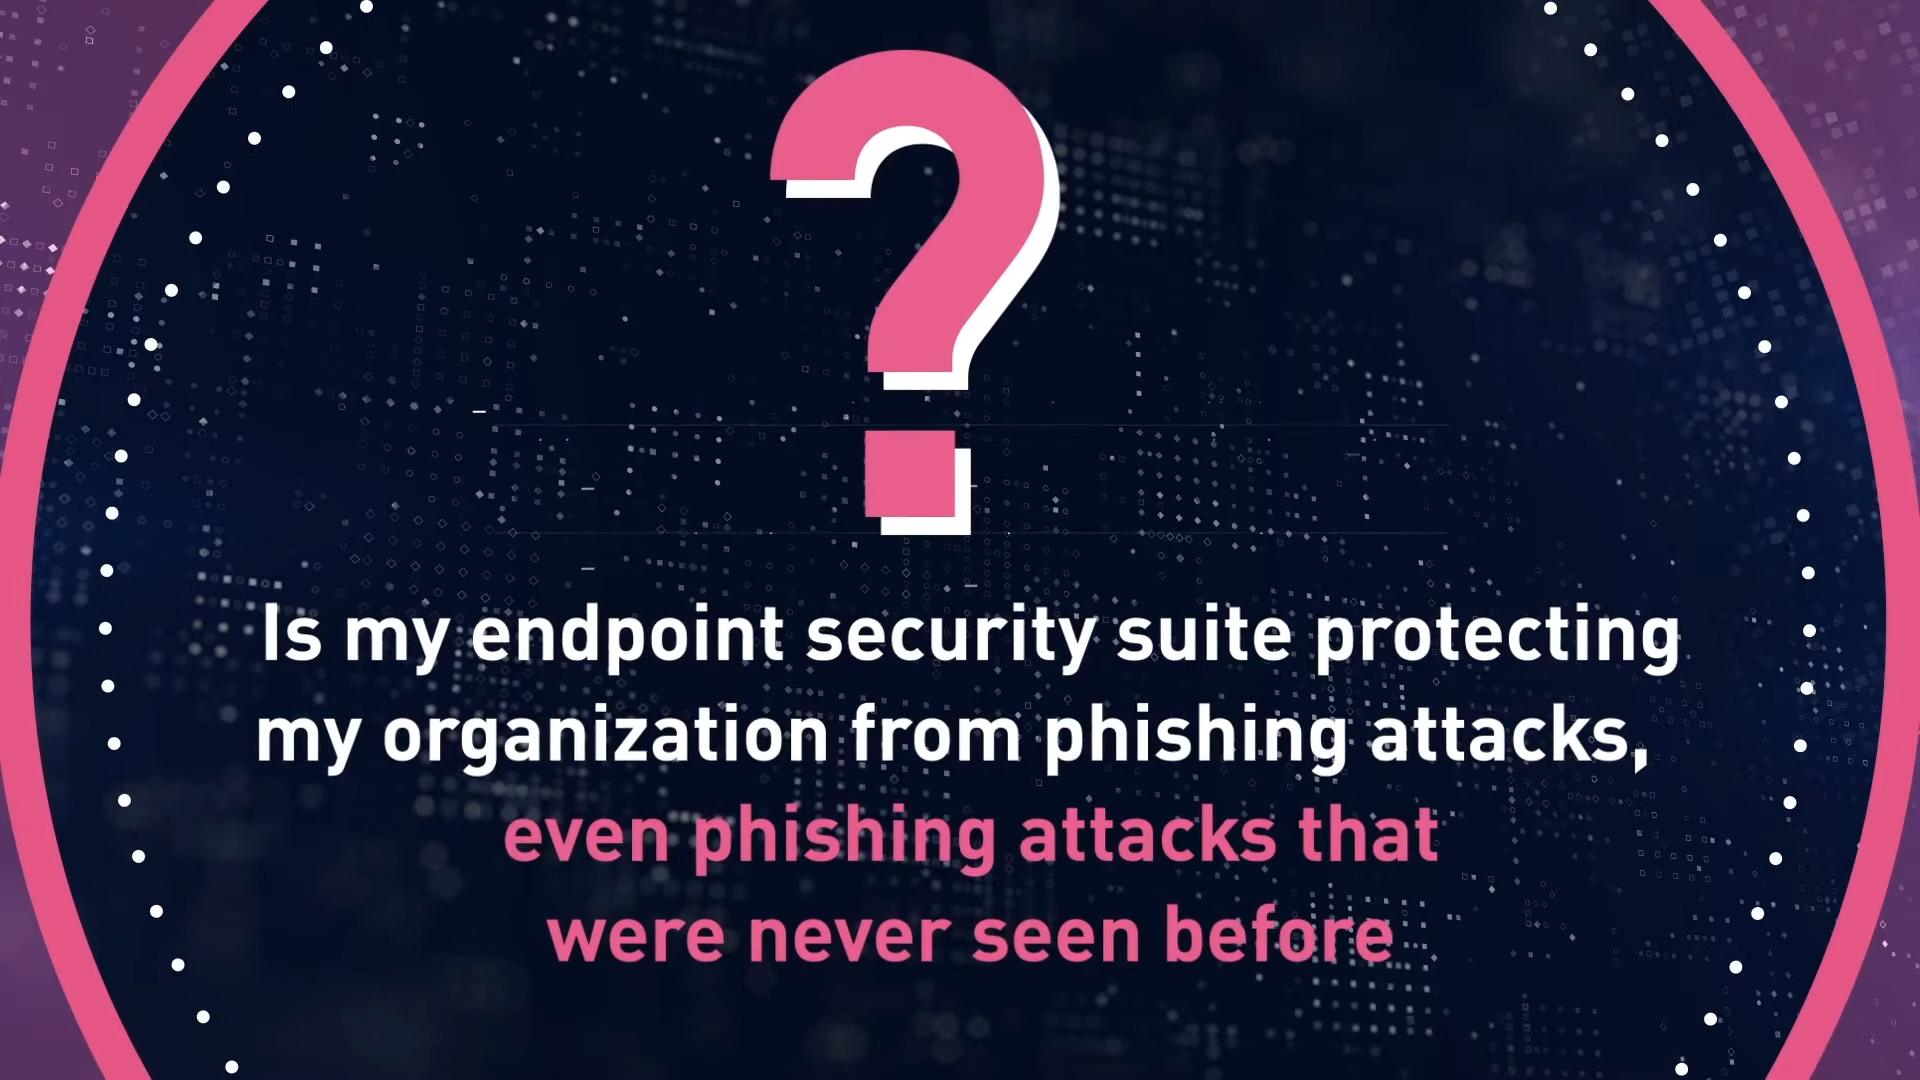 ?
Is my endpoint security suite protecting
my organization from phishing attacks,
even phishing attacks that
were never seen before